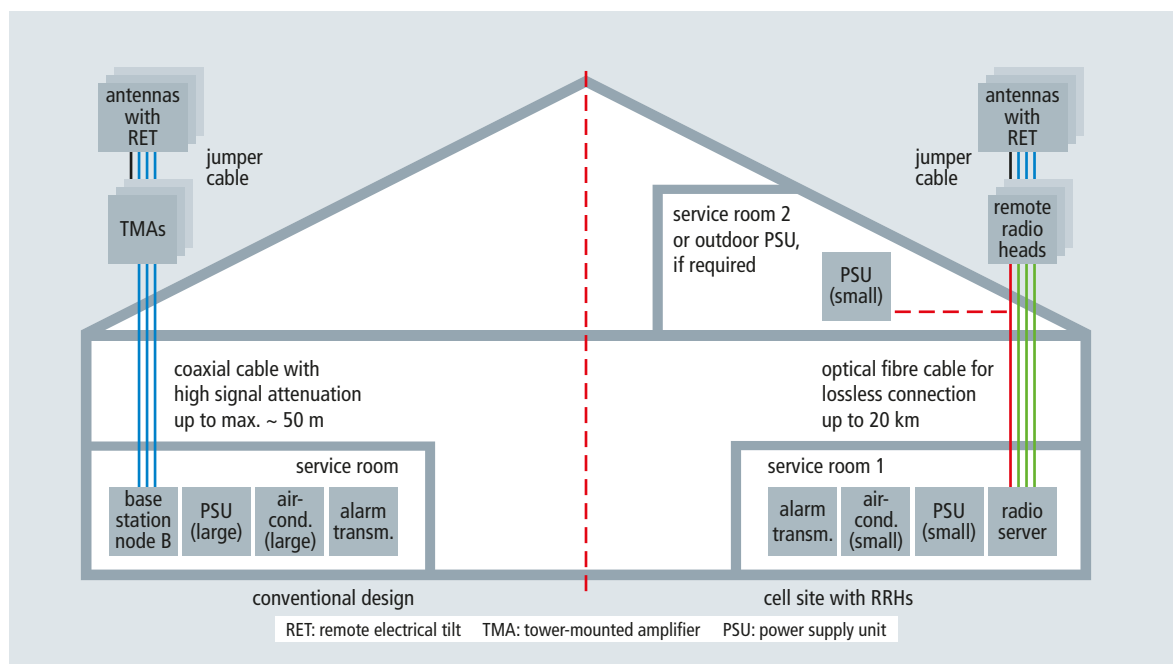 antennas
with
RET
jumper
cable
TMAs
coaxial cable with
high signal attenuation
up to max. ~ 50 m
service room
base
station
node B
PSU
(large)
air-
cond.
(large)
alarm
transm.
conventional design
antennas
with
RET
jumper
cable
remote
radio
heads
service room 2
or outdoor PSU,
if required
PSU
(small)
optical fibre cable for
lossless connection
up to 20 km
service room 1
alarm
transm.
air-
cond.
(small)
PSU
(small)
radio
server
cell site with RRHs
RET: remote electrical tilt TMA: tower-mounted amplifier PSU: power supply unit